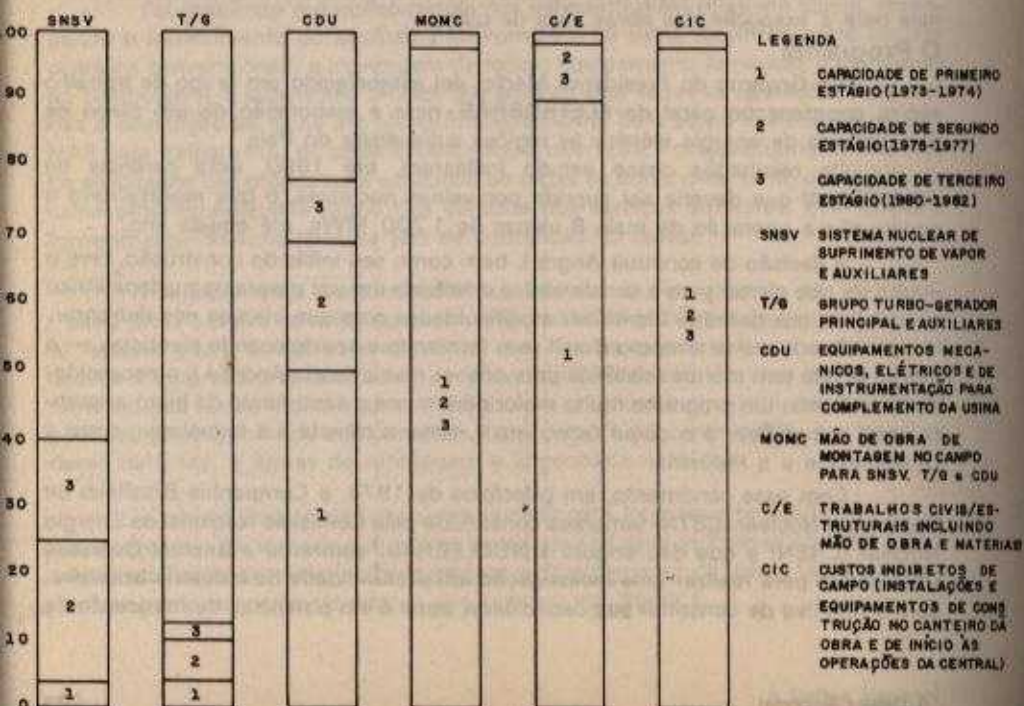 SNSV T/G CDU MOMC C/E CIC
100
90
80
70
60
50
40
30
20
10
0
3
2
1
3
2
1
3
2
1
1
2
3
2
3
1
1
2
3
LEGENDA
1 CAPACIDADE DE PRIMEIRO
ESTÁGIO (1973-1974)
2 CAPACIDADE DE SEGUNDO
ESTÁGIO (1976-1977)
3 CAPACIDADE DE TERCEIRO
ESTÁGIO (1980-1982)
SNSV SISTEMA NUCLEAR DE
SUPRIMENTO DE VAPOR
E AUXILIARES
T/G GRUPO TURBO-GERADOR
PRINCIPAL E AUXILIARES
CDU EQUIPAMENTOS MECÂ-
NICOS, ELÉTRICOS E DE
INSTRUMENTAÇÃO PARA
COMPLEMENTO DA USINA
MOMC MÃO DE OBRA DE
MONTAGEM NO CAMPO
PARA SNSV. T/G e CDU
C/E TRABALHOS CIVIS/ES-
TRUTURAIS INCLUINDO
MÃO DE OBRA E MATERIAIS
CIC CUSTOS INDIRETOS DE
CAMPO (INSTALAÇÕES E
EQUIPAMENTOS DE CONS
TRUÇÃO NO CANTEIRO DA
OBRA E DE INÍCIO ÀS
OPERAÇÕES DA CENTRAL)